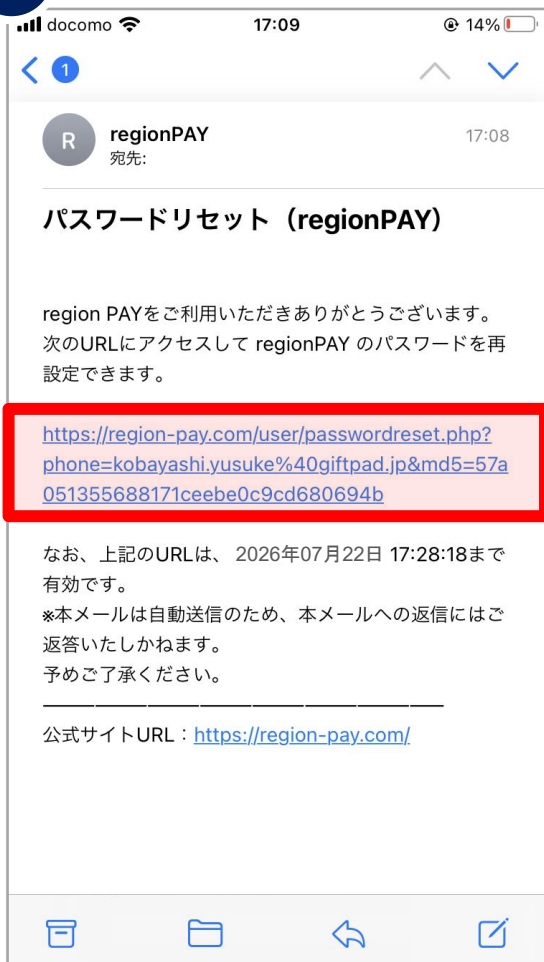 docomo 17:09 14%
1
R regionPAY 17:08
宛先:
パスワードリセット（regionPAY）
region PAYをご利用いただきありがとうございます。
次のURLにアクセスして regionPAY のパスワードを再
設定できます。
https://region-pay.com/user/passwordreset.php?
phone=kobayashi.yusuke%40giftpad.jp&md5=57a
051355688171ceebe0c9cd680694b
なお、上記のURLは、 2026年07月22日 17:28:18まで
有効です。
※本メールは自動送信のため、本メールへの返信にはご
返答いたしかねます。
予めご了承ください。
公式サイトURL：https://region-pay.com/